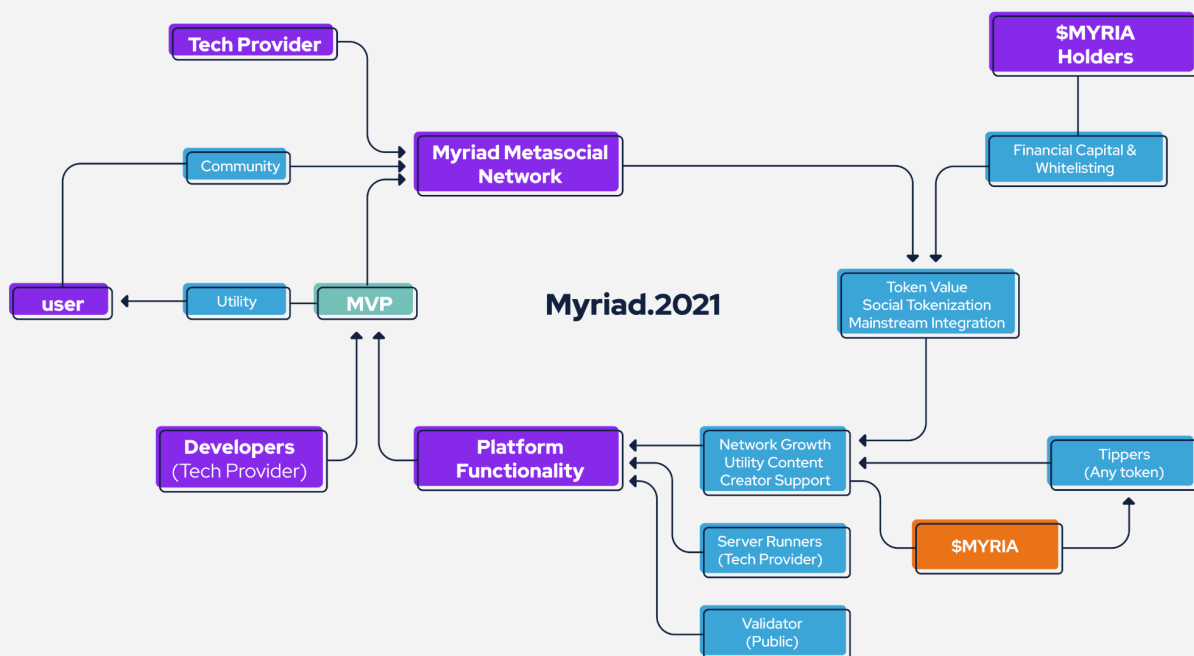 Tech Provider
$MYRIA
Holders
Community
Myriad Metasocial
Network
Financial Capital &
Whitelisting
user
Utility
MVP
Myriad.2021
Token Value
Social Tokenization
Mainstream Integration
Developers
(Tech Provider)
Platform
Functionality
Network Growth
Utility Content
Creator Support
Tippers
(Any token)
Server Runners
(Tech Provider)
$MYRIA
Validator
(Public)